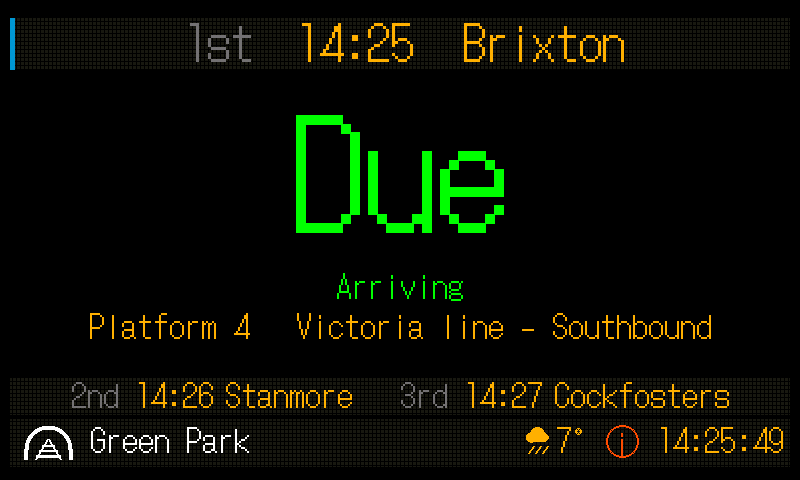 1st 14:25 Brixton
Due
Arriving
Platform 4 Victoria line - Southbound
2nd 14:26 Stanmore 3rd 14:27 Cockfosters
Green Park 7° i 14:25:49